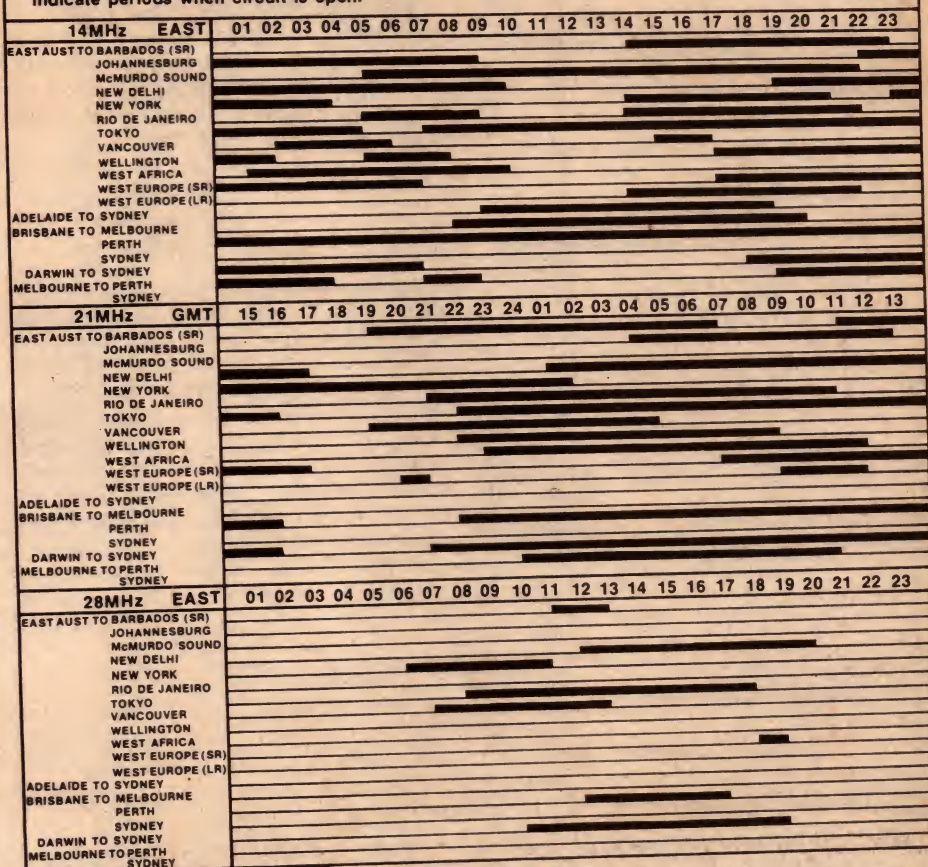 indicate periods when circuit is open.
14MHz EAST 01 02 03 04 05 06 07 08 09 10 11 12 13 14 15 16 17 18 19 20 21 22 23
EAST AUST TO BARBADOS (SR)
JOHANNESBURG
McMURDO SOUND
NEW DELHI
NEW YORK
RIO DE JANEIRO
TOKYO
VANCOUVER
WELLINGTON
WEST AFRICA
WEST EUROPE (SR)
WEST EUROPE (LR)
ADELAIDE TO SYDNEY
BRISBANE TO MELBOURNE
PERTH
SYDNEY
DARWIN TO SYDNEY
MELBOURNE TO PERTH
SYDNEY
21MHz GMT 15 16 17 18 19 20 21 22 23 24 01 02 03 04 05 06 07 08 09 10 11 12 13
EAST AUST TO BARBADOS (SR)
JOHANNESBURG
McMURDO SOUND
NEW DELHI
NEW YORK
RIO DE JANEIRO
TOKYO
VANCOUVER
WELLINGTON
WEST AFRICA
WEST EUROPE (SR)
WEST EUROPE (LR)
ADELAIDE TO SYDNEY
BRISBANE TO MELBOURNE
PERTH
SYDNEY
DARWIN TO SYDNEY
MELBOURNE TO PERTH
SYDNEY
28MHz EAST 01 02 03 04 05 06 07 08 09 10 11 12 13 14 15 16 17 18 19 20 21 22 23
EAST AUST TO BARBADOS (SR)
JOHANNESBURG
McMURDO SOUND
NEW DELHI
NEW YORK
RIO DE JANEIRO
TOKYO
VANCOUVER
WELLINGTON
WEST AFRICA
WEST EUROPE (SR)
WEST EUROPE (LR)
ADELAIDE TO SYDNEY
BRISBANE TO MELBOURNE
PERTH
SYDNEY
DARWIN TO SYDNEY
MELBOURNE TO PERTH
SYDNEY